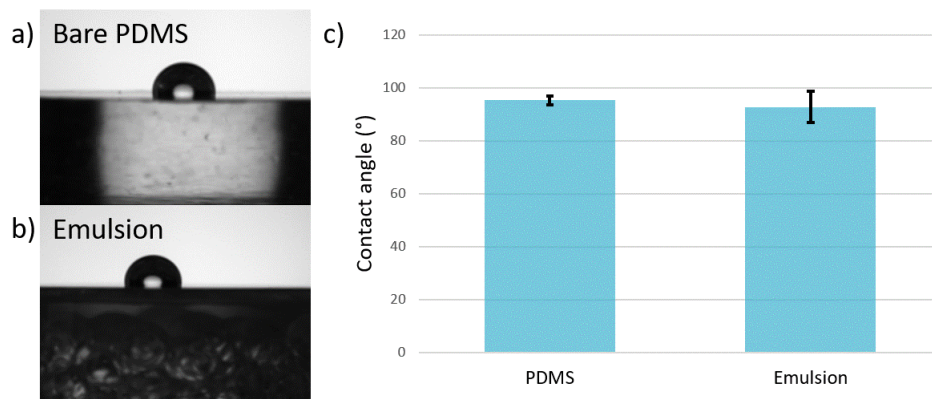 a) Bare PDMS
b) Emulsion
c)
Contact angle (°)
120
100
80
60
40
20
0
PDMS
Emulsion